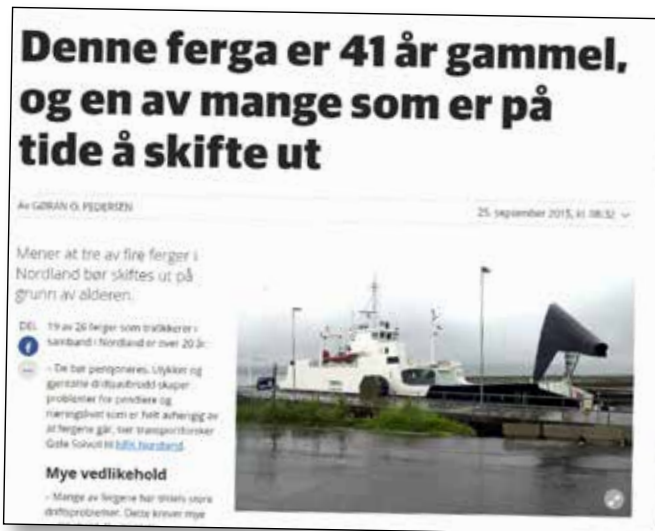 Denne ferga er 41 år gammel,
og en av mange som er på
tide å skifte ut
Av GØRAN O. PEDERSEN
25. september 2015, kl. 08:32
Mener at tre av fire ferger i
Nordland bør skiftes ut på
grunn av alderen.
DEL
19 av 26 ferger som trafikkerer i
samband i Nordland er over 20 år.
– De bør pensjoneres. Ulykker og
gjentatte driftsavbrudd skaper
problemer for pendlere og
næringslivet som er helt avhengig av
at fergene går, sier transportforsker
Gisle Solvoll til NRK Nordland.
Mye vedlikehold
– Mange av fergene har til dels store
driftsproblemer. Dette krever mye